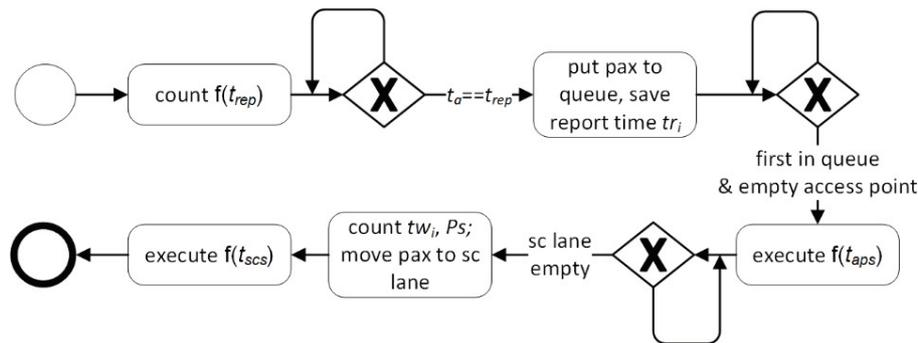 count f(t_rep)
X
t_a==t_rep
put pax to
queue, save
report time tr_i
X
first in queue
& empty access point
execute f(t_aps)
X
sc lane
empty
count tw_i, Ps;
move pax to sc
lane
execute f(t_scs)